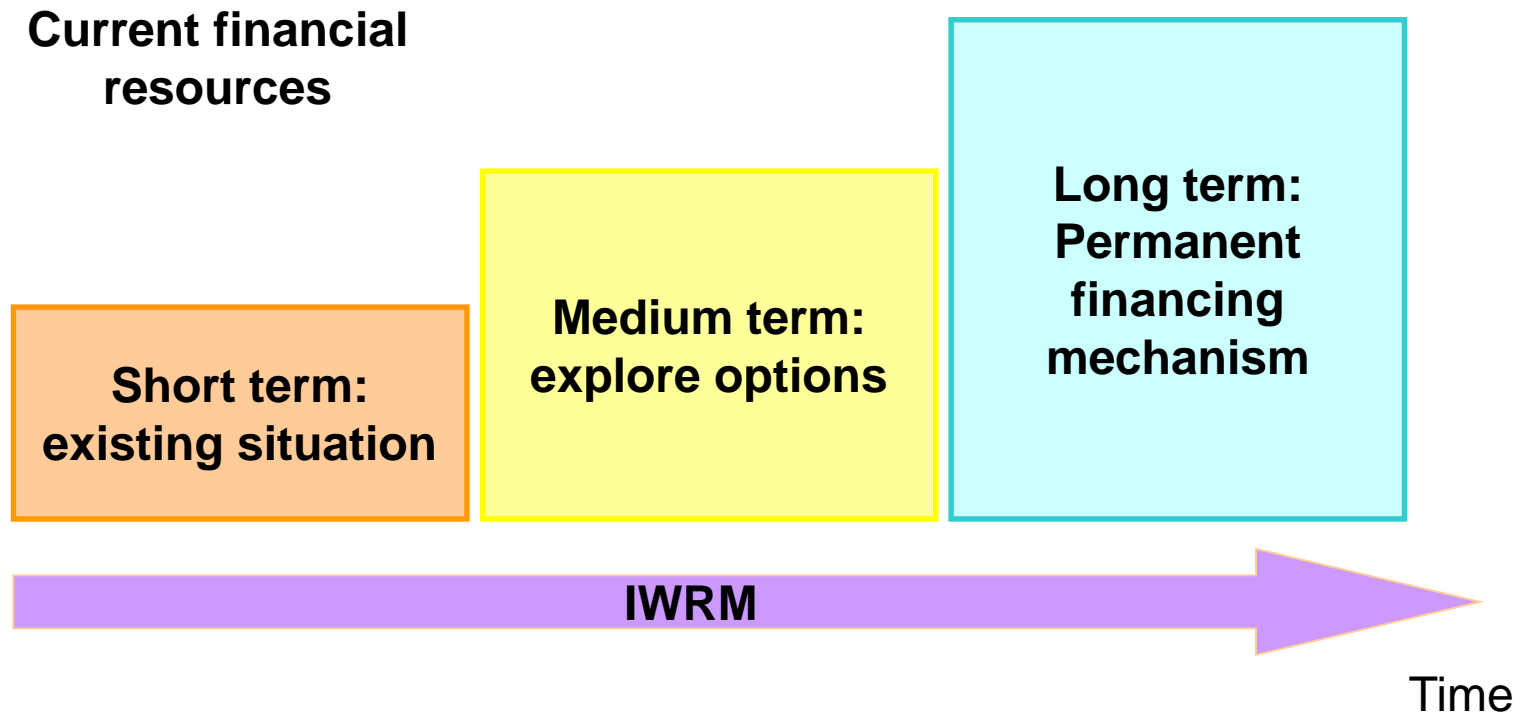 Current financial
resources
Short term:
existing situation
Medium term:
explore options
Long term:
Permanent
financing
mechanism
IWRM
Time